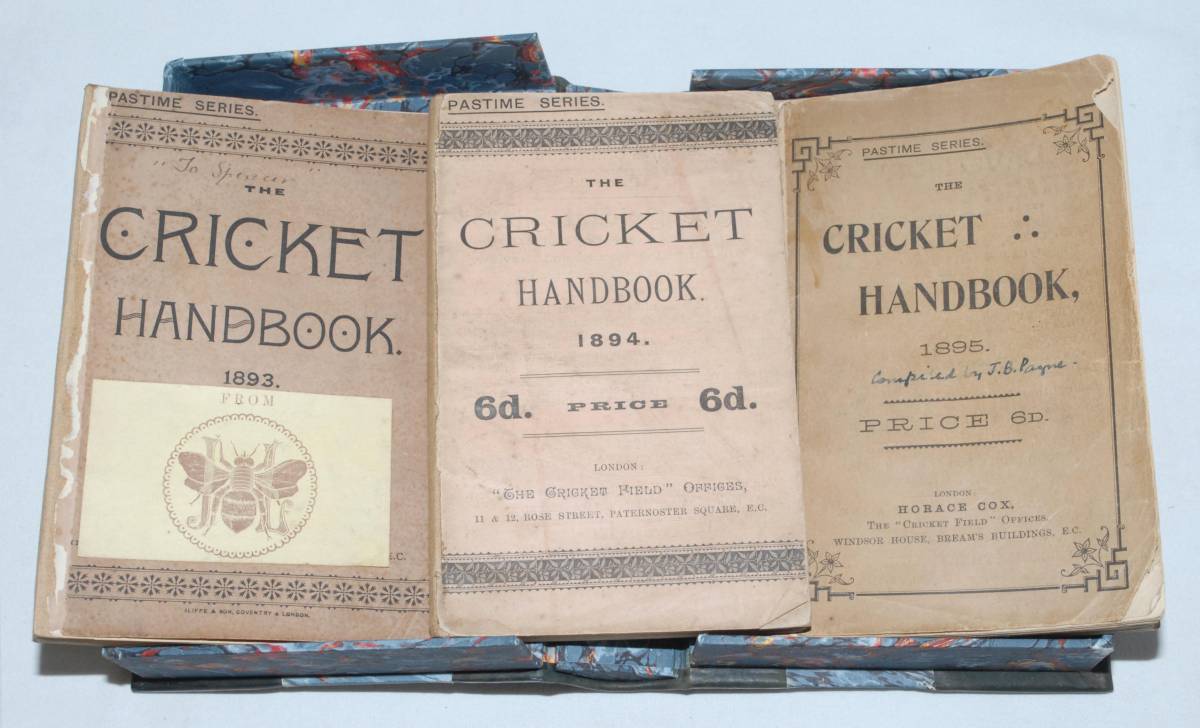 PASTIME SERIES.
"To Spencer"
THE
CRICKET
HANDBOOK.
1893.
FROM
E.C.
ILIFFE & SON, COVENTRY & LONDON.
PASTIME SERIES.
THE
CRICKET
HANDBOOK.
1894.
6d. PRICE 6d.
LONDON:
"THE CRICKET FIELD" OFFICES,
11 & 12, ROSE STREET, PATERNOSTER SQUARE, E.C.
PASTIME SERIES.
THE
CRICKET ∴
HANDBOOK,
1895.
Compiled by J.B. Payne.
PRICE 6D.
LONDON:
HORACE COX,
THE "CRICKET FIELD" OFFICES,
WINDSOR HOUSE, BREAM'S BUILDINGS, E.C.